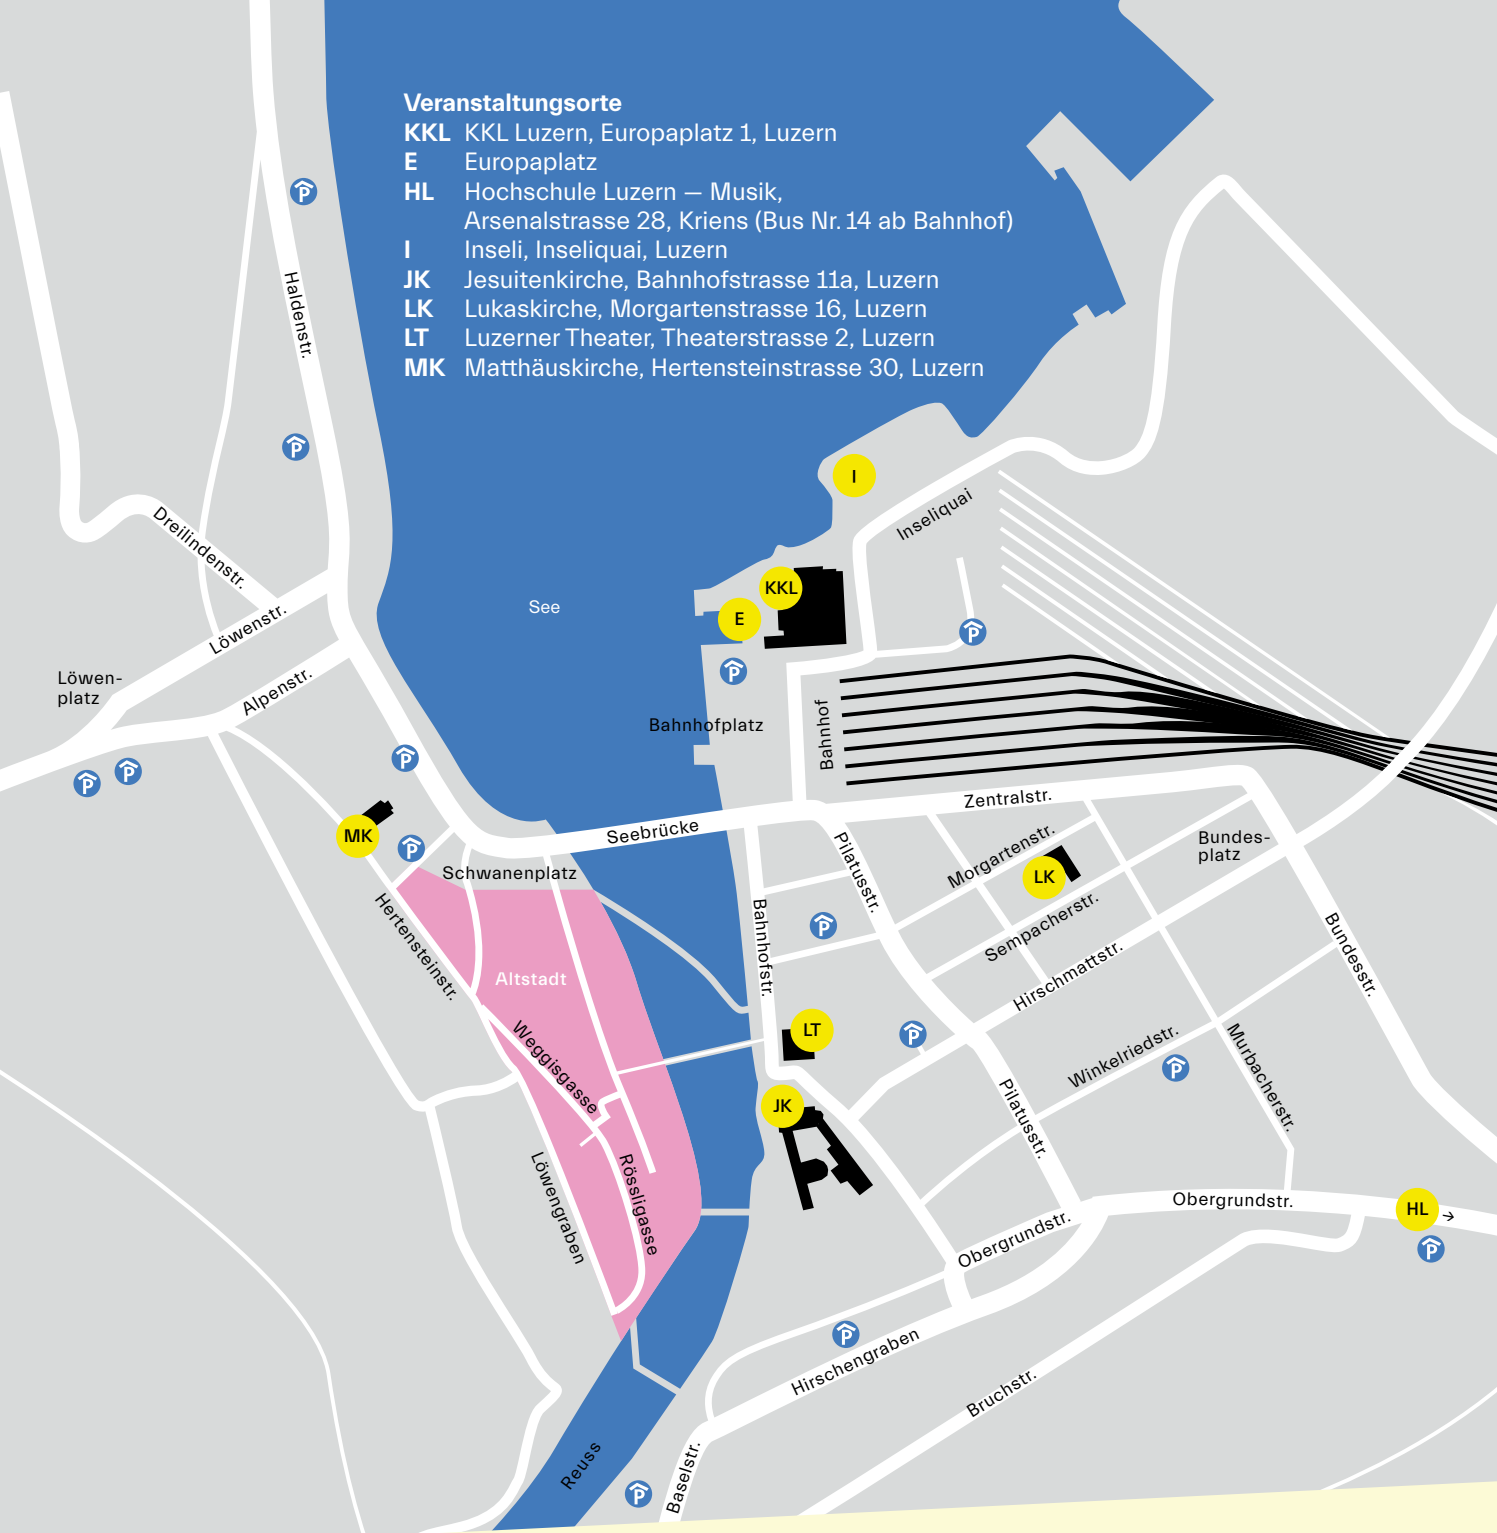 Veranstaltungsorte
KKL KKL Luzern, Europaplatz 1, Luzern
E Europaplatz
HL Hochschule Luzern — Musik,
Arsenalstrasse 28, Kriens (Bus Nr. 14 ab Bahnhof)
I Inseli, Inseliquai, Luzern
JK Jesuitenkirche, Bahnhofstrasse 11a, Luzern
LK Lukaskirche, Morgartenstrasse 16, Luzern
LT Luzerner Theater, Theaterstrasse 2, Luzern
MK Matthäuskirche, Hertensteinstrasse 30, Luzern
P
Haldenstr.
P
I
Inseliquai
Dreilindenstr.
KKL
See
E
Löwenstr.
P
P
Löwen-
platz
Alpenstr.
Bahnhofplatz
Bahnhof
P
P
P
Zentralstr.
MK
Seebrücke
P
Schwanenplatz
Pilatusstr.
Morgartenstr.
Bundes-
platz
LK
Hertensteinstr.
Bahnhofstr.
P
Sempacherstr.
Bundesstr.
Altstadt
Hirschmattstr.
LT
P
Weggisgasse
Winkelriedstr.
P
Murbacherstr.
JK
Pilatusstr.
Löwengraben
Rössligasse
Obergrundstr.
HL →
Obergrundstr.
P
P
Hirschengraben
Bruchstr.
Reuss
Baselstr.
P